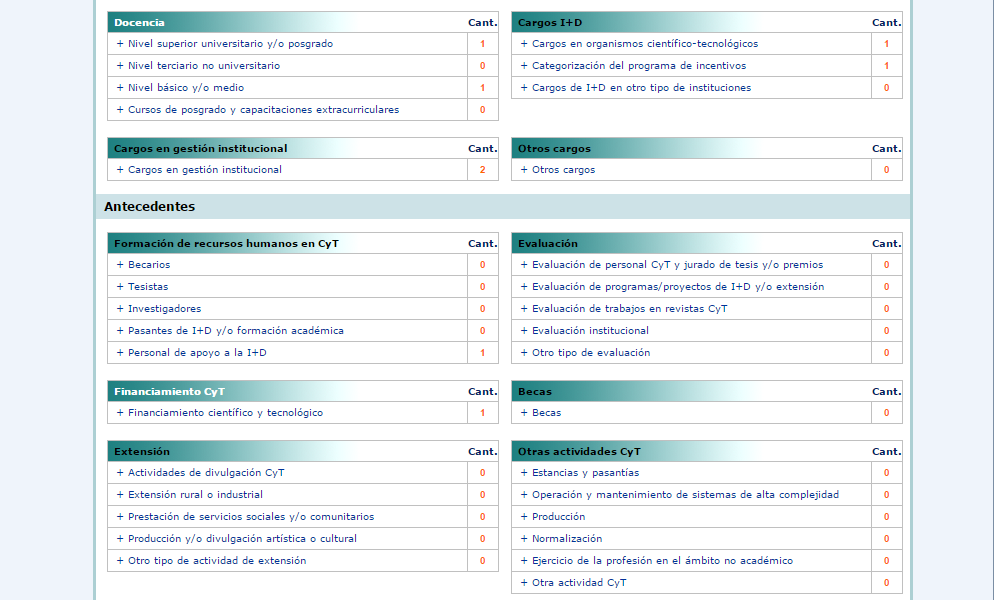 Docencia Cant.
+ Nivel superior universitario y/o posgrado 1
+ Nivel terciario no universitario 0
+ Nivel básico y/o medio 1
+ Cursos de posgrado y capacitaciones extracurriculares 0
Cargos I+D Cant.
+ Cargos en organismos científico-tecnológicos 1
+ Categorización del programa de incentivos 1
+ Cargos de I+D en otro tipo de instituciones 0
Cargos en gestión institucional Cant.
+ Cargos en gestión institucional 2
Otros cargos Cant.
+ Otros cargos 0
Antecedentes
Formación de recursos humanos en CyT Cant.
+ Becarios 0
+ Tesistas 0
+ Investigadores 0
+ Pasantes de I+D y/o formación académica 0
+ Personal de apoyo a la I+D 1
Evaluación Cant.
+ Evaluación de personal CyT y jurado de tesis y/o premios 0
+ Evaluación de programas/proyectos de I+D y/o extensión 0
+ Evaluación de trabajos en revistas CyT 0
+ Evaluación institucional 0
+ Otro tipo de evaluación 0
Financiamiento CyT Cant.
+ Financiamiento científico y tecnológico 1
Becas Cant.
+ Becas 0
Extensión Cant.
+ Actividades de divulgación CyT 0
+ Extensión rural o industrial 0
+ Prestación de servicios sociales y/o comunitarios 0
+ Producción y/o divulgación artística o cultural 0
+ Otro tipo de actividad de extensión 0
Otras actividades CyT Cant.
+ Estancias y pasantías 0
+ Operación y mantenimiento de sistemas de alta complejidad 0
+ Producción 0
+ Normalización 0
+ Ejercicio de la profesión en el ámbito no académico 0
+ Otra actividad CyT 0